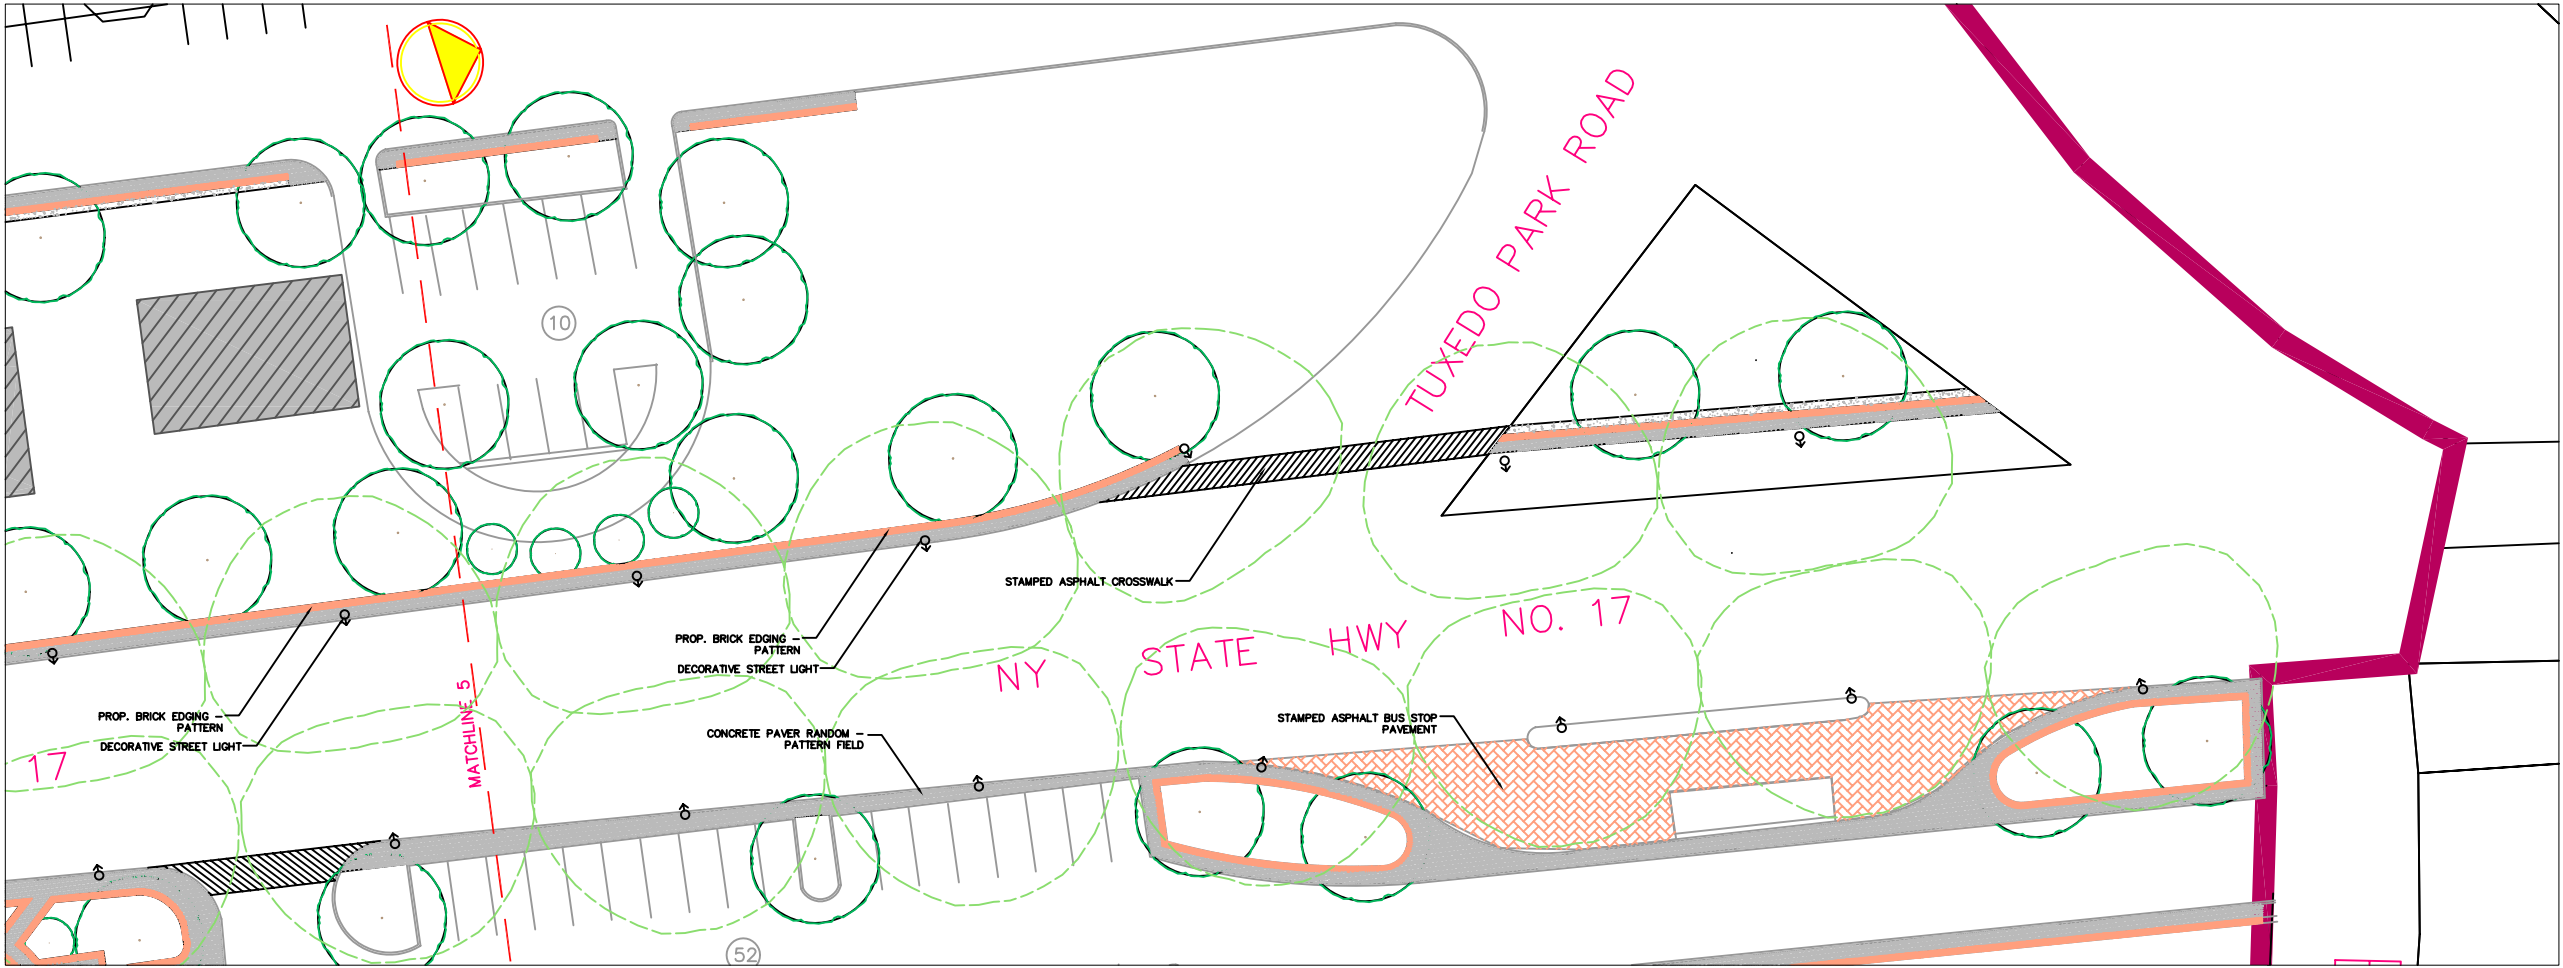 TUXEDO PARK ROAD
10
STAMPED ASPHALT CROSSWALK
NY STATE HWY NO. 17
PROP. BRICK EDGING
PATTERN
DECORATIVE STREET LIGHT
PROP. BRICK EDGING
PATTERN
DECORATIVE STREET LIGHT
MATCHLINE 5
CONCRETE PAVER RANDOM
PATTERN FIELD
STAMPED ASPHALT BUS STOP
PAVEMENT
17
52